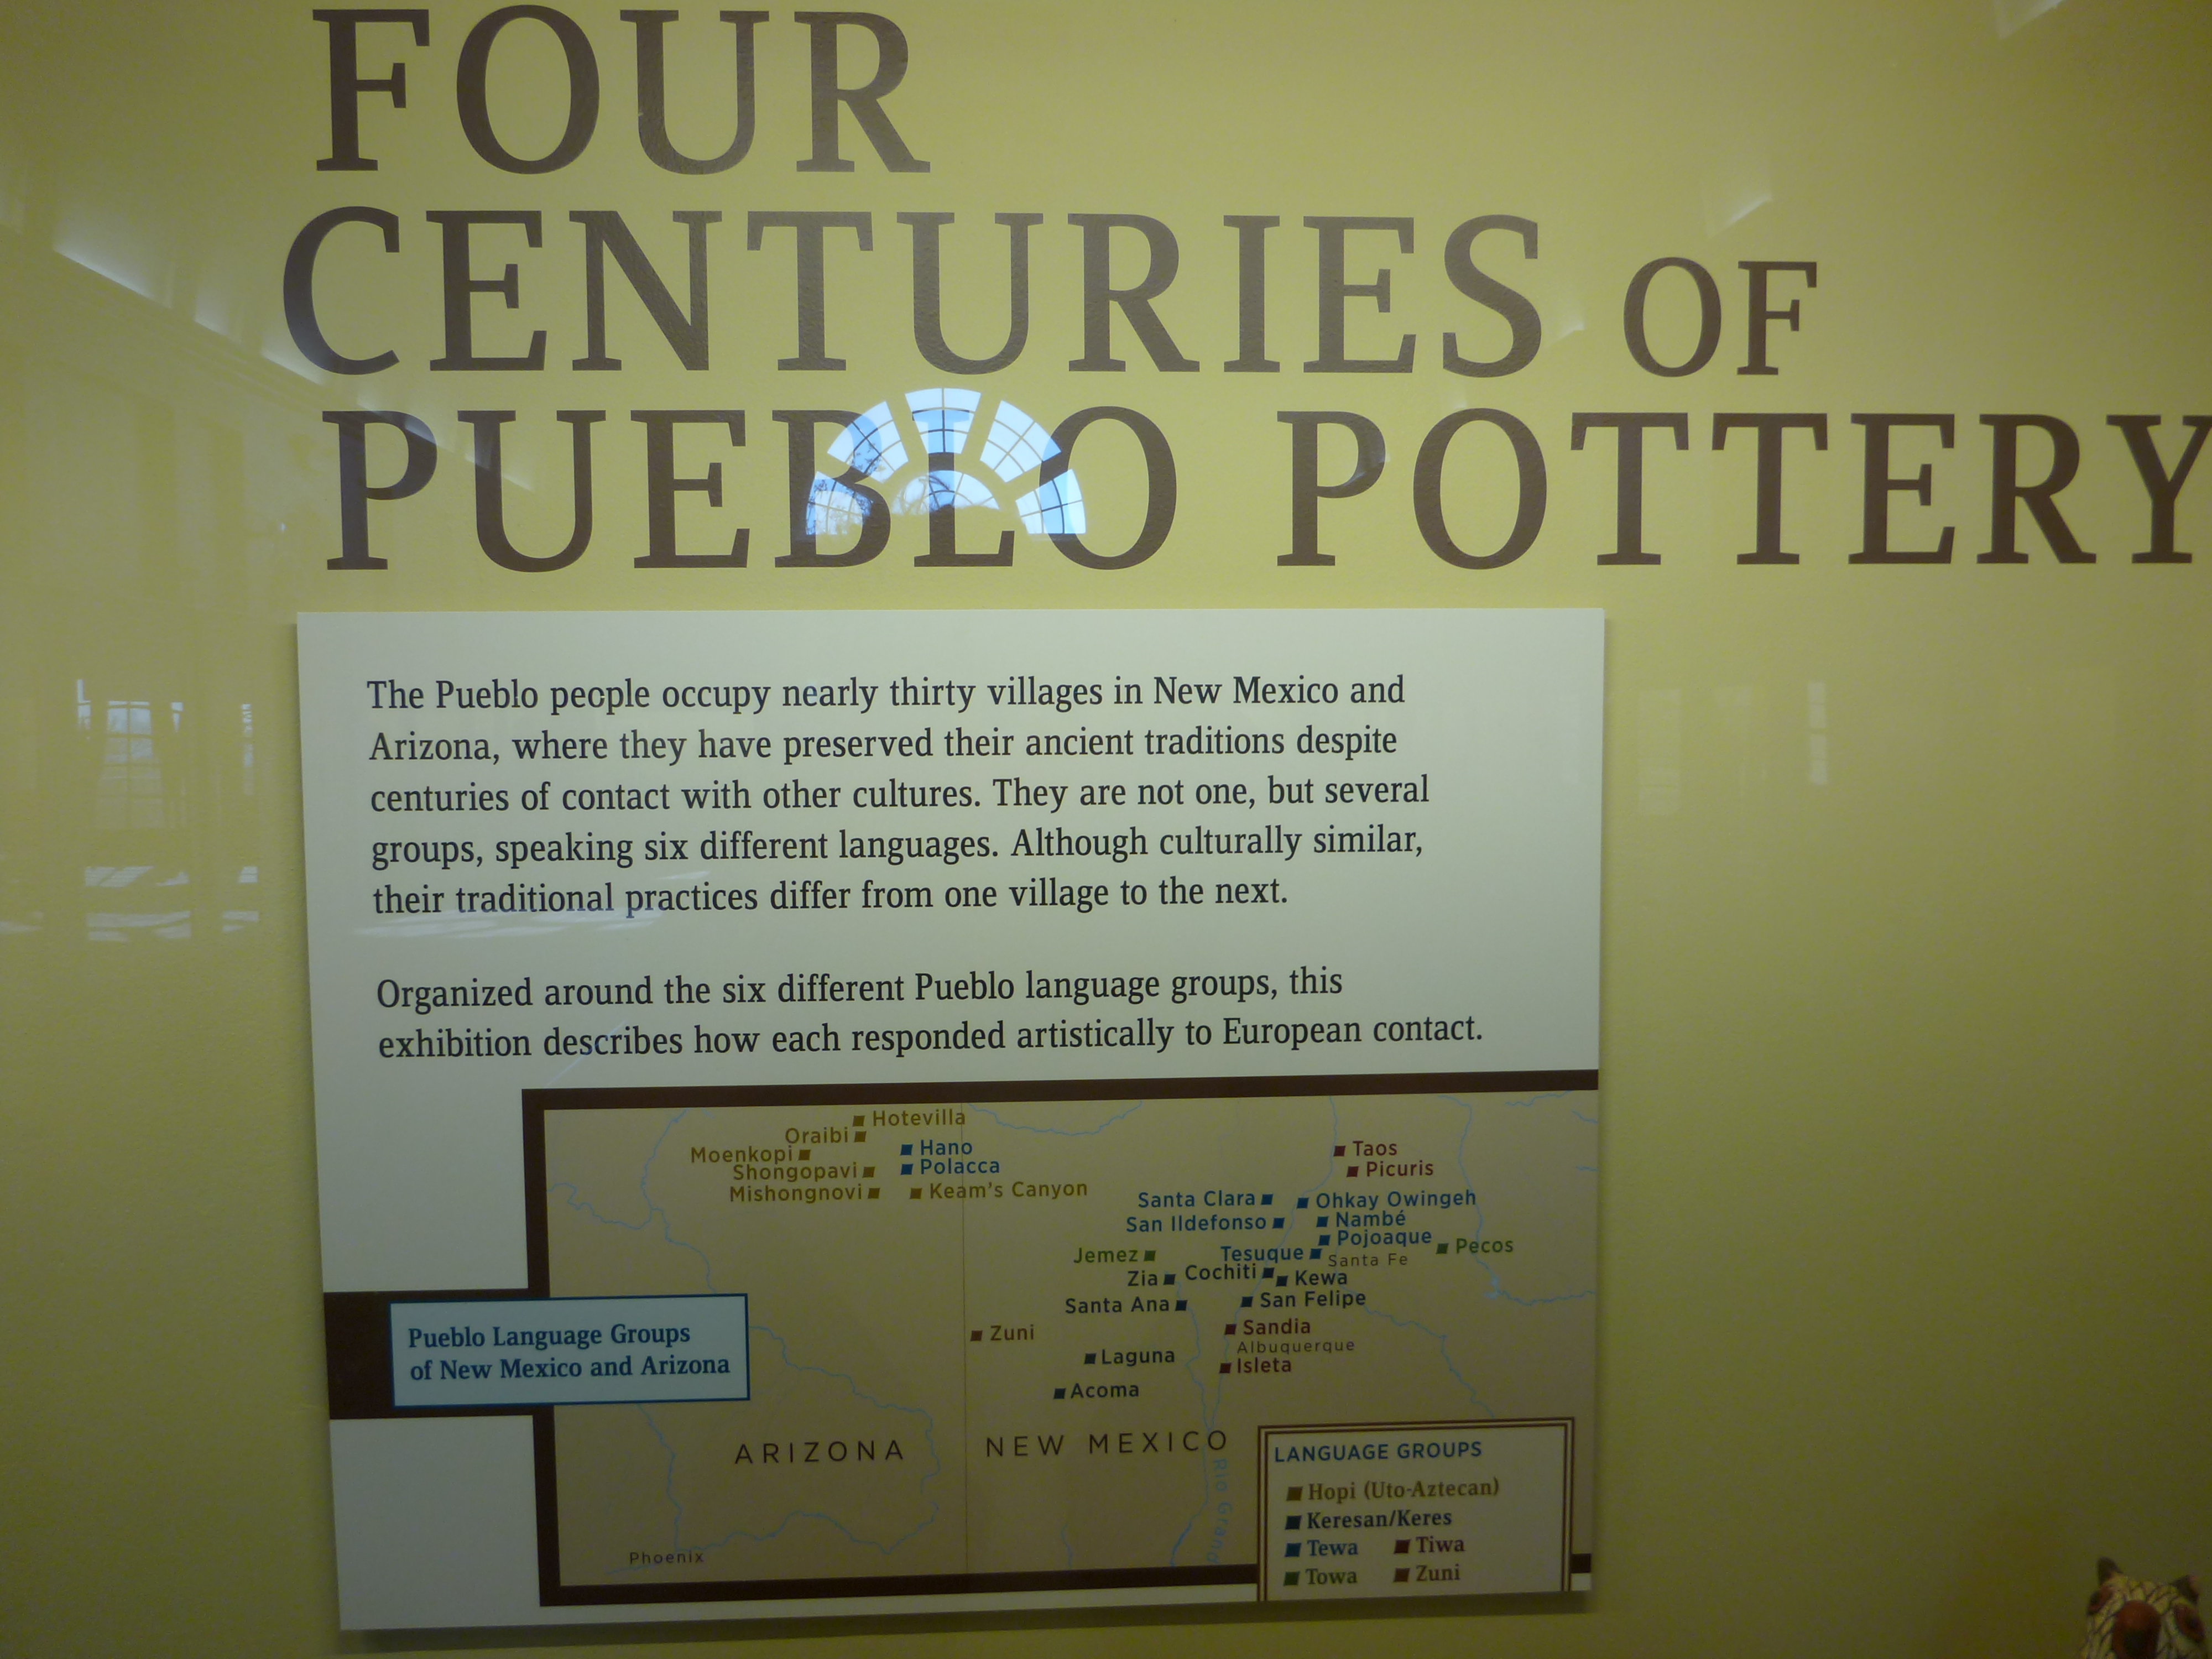 FOUR
CENTURIES OF
PUEBLO POTTERY
The Pueblo people occupy nearly thirty villages in New Mexico and
Arizona, where they have preserved their ancient traditions despite
centuries of contact with other cultures. They are not one, but several
groups, speaking six different languages. Although culturally similar,
their traditional practices differ from one village to the next.
Organized around the six different Pueblo language groups, this
exhibition describes how each responded artistically to European contact.
Hotevilla
Oraibi
Hano
Moenkopi
Polacca
Shongopavi
Mishongnovi
Keam's Canyon
Taos
Picuris
Santa Clara
Ohkay Owingeh
San Ildefonso
Nambé
Pojoaque
Jemez
Tesuque
Pecos
Santa Fe
Zia
Cochiti
Kewa
Santa Ana
San Felipe
Zuni
Sandia
Albuquerque
Laguna
Isleta
Acoma
Pueblo Language Groups
of New Mexico and Arizona
ARIZONA
NEW MEXICO
Rio Grand
Phoenix
LANGUAGE GROUPS
Hopi (Uto-Aztecan)
Keresan/Keres
Tewa
Tiwa
Towa
Zuni